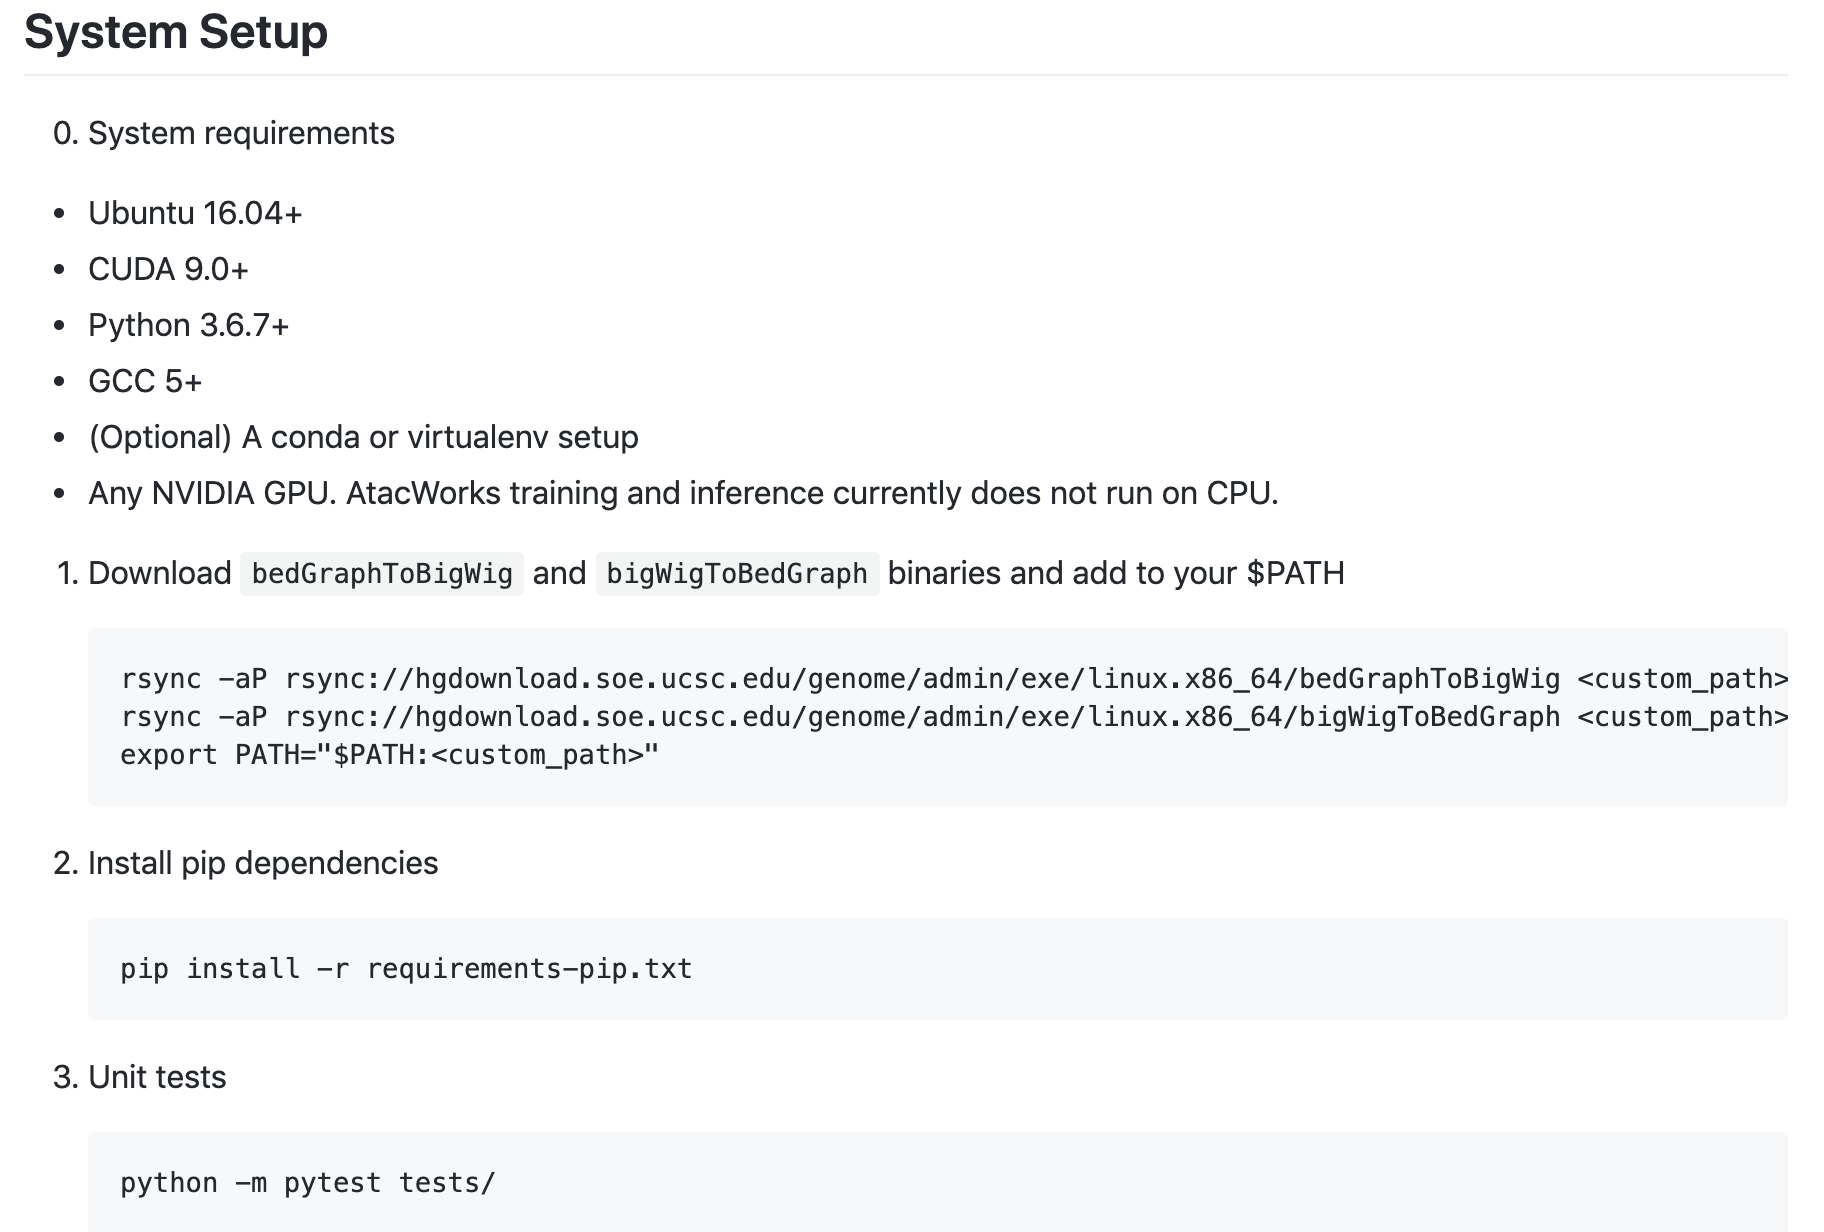 System Setup
0. System requirements
• Ubuntu 16.04+
• CUDA 9.0+
• Python 3.6.7+
• GCC 5+
• (Optional) A conda or virtualenv setup
• Any NVIDIA GPU. AtacWorks training and inference currently does not run on CPU.
1. Download bedGraphToBigWig and bigWigToBedGraph binaries and add to your $PATH
rsync -aP rsync://hgdownload.soe.ucsc.edu/genome/admin/exe/linux.x86_64/bedGraphToBigWig <custom_path>
rsync -aP rsync://hgdownload.soe.ucsc.edu/genome/admin/exe/linux.x86_64/bigWigToBedGraph <custom_path>
export PATH="$PATH:<custom_path>"
2. Install pip dependencies
pip install -r requirements-pip.txt
3. Unit tests
python -m pytest tests/